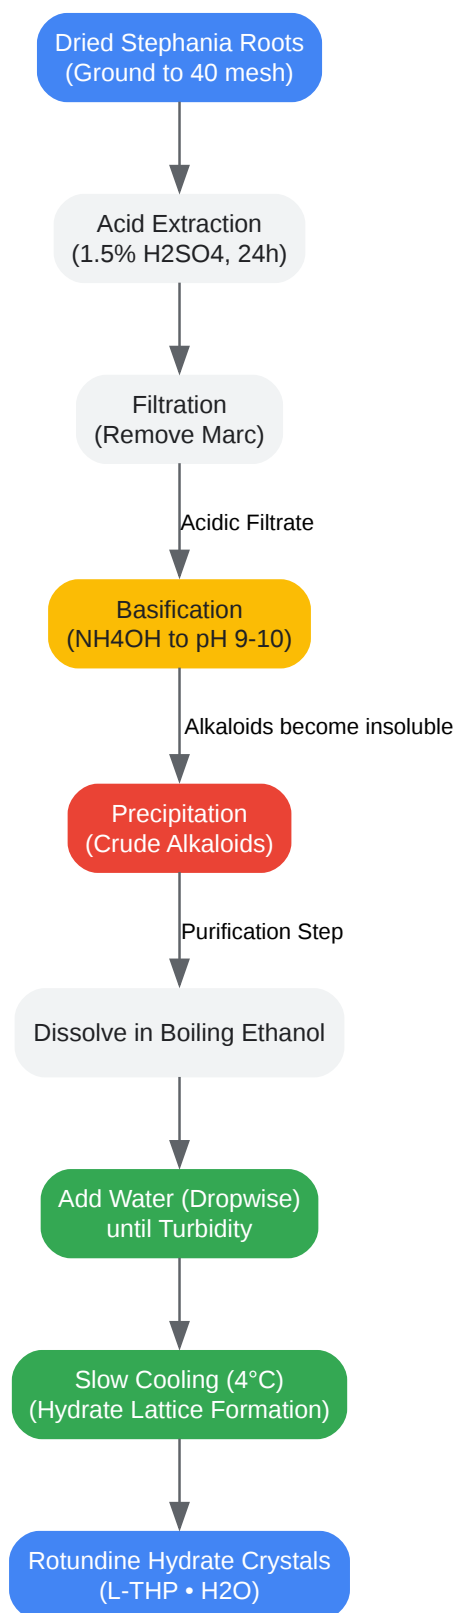 Dried Stephania Roots
(Ground to 40 mesh)
Acid Extraction
(1.5% H2SO4, 24h)
Filtration
(Remove Marc)
Acidic Filtrate
Basification
(NH4OH to pH 9-10)
Alkaloids become insoluble
Precipitation
(Crude Alkaloids)
Purification Step
Dissolve in Boiling Ethanol
Add Water (Dropwise)
until Turbidity
Slow Cooling (4°C)
(Hydrate Lattice Formation)
Rotundine Hydrate Crystals
(L-THP • H2O)